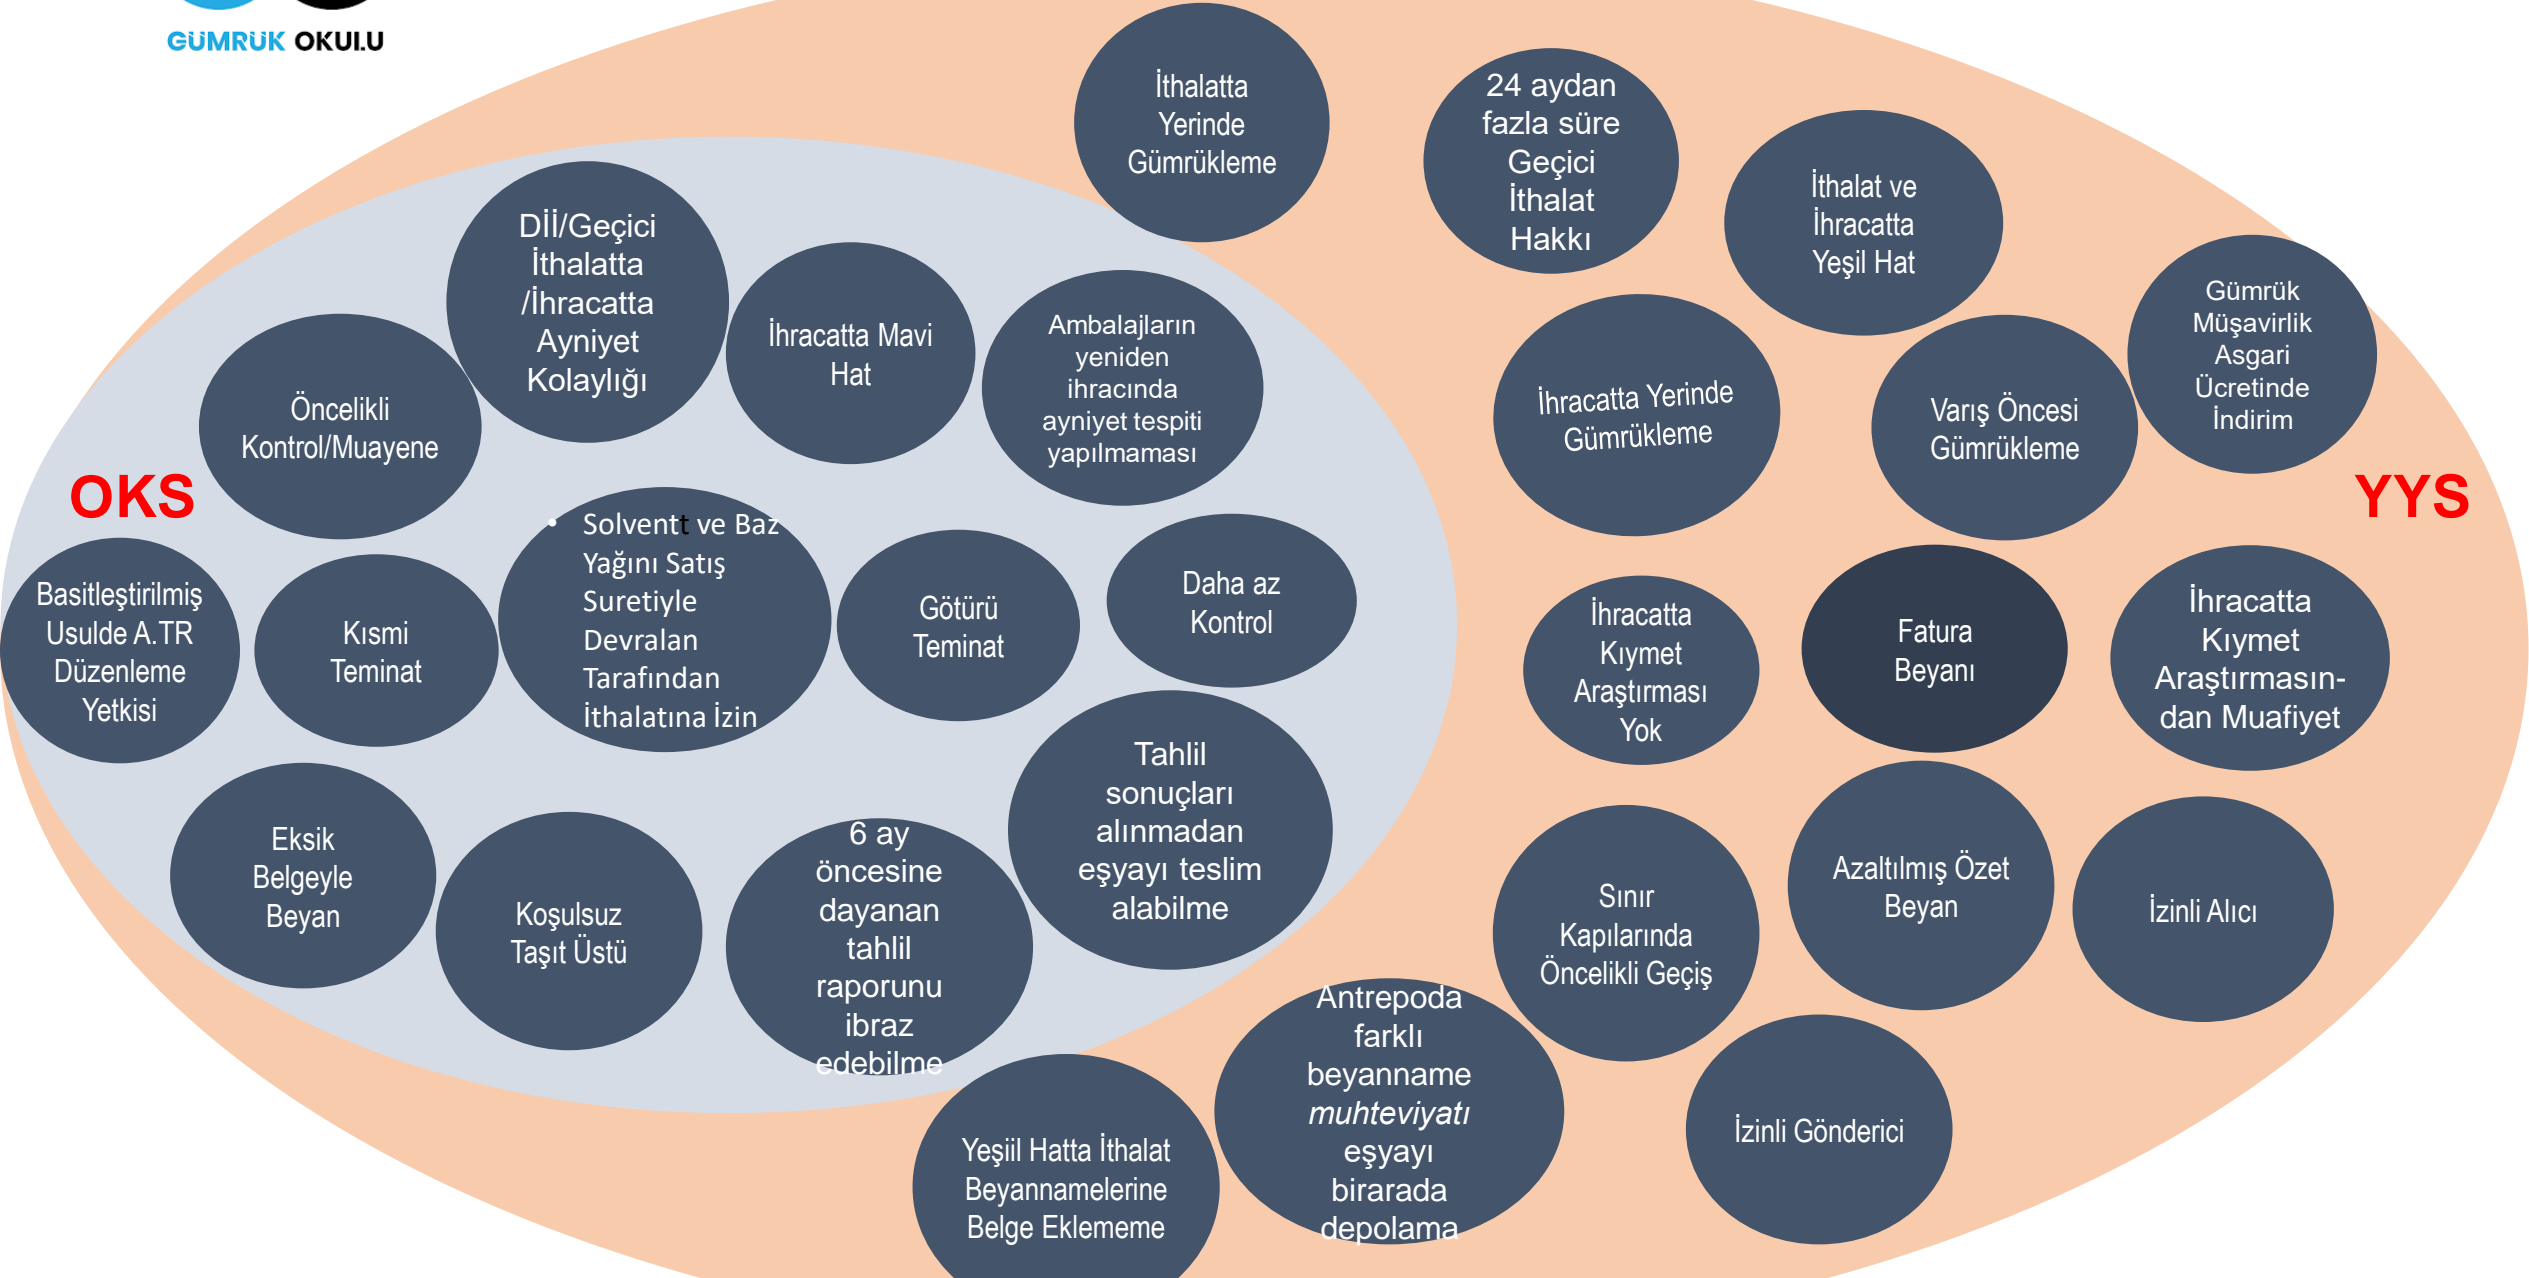 GÜMRÜK OKULU
İthalatta
Yerinde
Gümrükleme
24 aydan
fazla süre
Geçici
İthalat
Hakkı
İthalat ve
İhracatta
Yeşil Hat
Gümrük
Müşavirlik
Asgari
Ücretinde
İndirim
Dİİ/Geçici
İthalatta
/İhracatta
Ayniyet
Kolaylığı
İhracatta Mavi
Hat
Ambalajların
yeniden
ihracında
ayniyet tespiti
yapılmaması
Öncelikli
Kontrol/Muayene
İhracatta Yerinde
Gümrükleme
Varış Öncesi
Gümrükleme
OKS
YYS
Basitleştirilmiş
Usulde A.TR
Düzenleme
Yetkisi
Kısmi
Teminat
• Solventt ve Baz
Yağını Satış
Suretiyle
Devralan
Tarafından
İthalatına İzin
Götürü
Teminat
Daha az
Kontrol
İhracatta
Kıymet
Araştırması
Yok
Fatura
Beyanı
İhracatta
Kıymet
Araştırmasın-
dan Muafiyet
Eksik
Belgeyle
Beyan
Koşulsuz
Taşıt Üstü
6 ay
öncesine
dayanan
tahlil
raporunu
ibraz
edebilme
Tahlil
sonuçları
alınmadan
eşyayı teslim
alabilme
Sınır
Kapılarında
Öncelikli Geçiş
Azaltılmış Özet
Beyan
İzinli Alıcı
Yeşiil Hatta İthalat
Beyannamelerine
Belge Eklememe
Antrepoda
farklı
beyanname
muhteviyatı
eşyayı
birarada
depolama
İzinli Gönderici